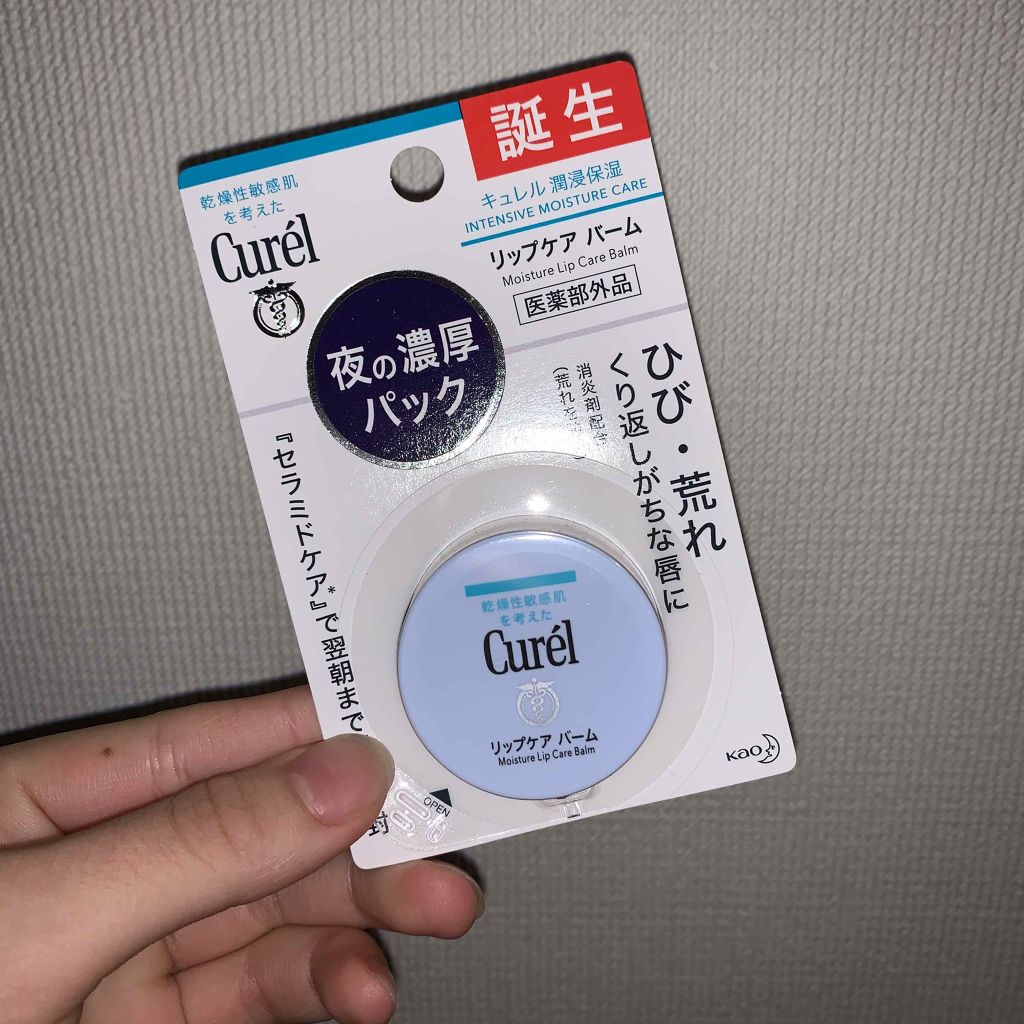 誕生
乾燥性敏感肌
を考えた
Curél
キュレル 潤浸保湿
INTENSIVE MOISTURE CARE
リップケア バーム
Moisture Lip Care Balm
医薬部外品
夜の濃厚
パック
ひび・荒れ
くり返しがちな唇に
消炎剤配合
(荒れを
『セラミドケア*』で翌朝まで
乾燥性敏感肌
を考えた
Curél
リップケア バーム
Moisture Lip Care Balm
Kao
OPEN
封